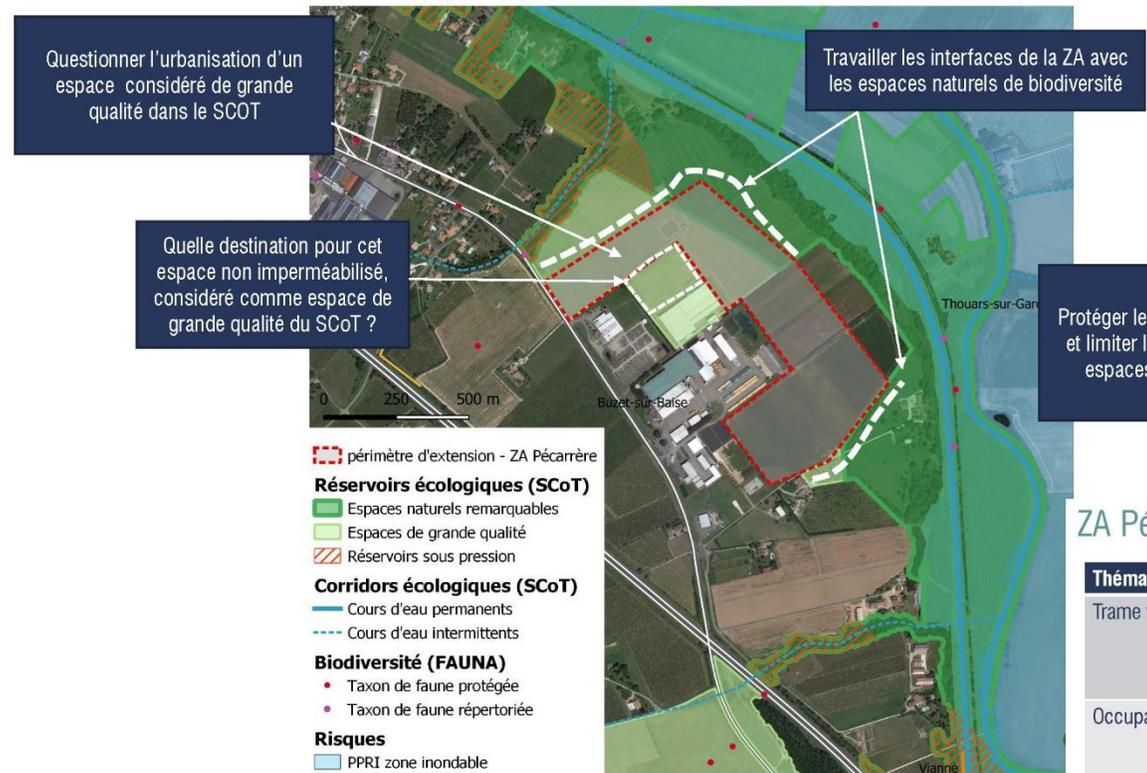 Questionner l'urbanisation d'un
espace considéré de grande
qualité dans le SCOT
Travailler les interfaces de la ZA avec
les espaces naturels de biodiversité
Quelle destination pour cet
espace non imperméabilisé,
considéré comme espace de
grande qualité du SCoT ?
Thouars-sur-Gar
Protéger le
et limiter l
espaces
0 250 500 m
Buzet-sur-Baïse
périmètre d'extension - ZA Pécarrère
Réservoirs écologiques (SCoT)
Espaces naturels remarquables
Espaces de grande qualité
Réservoirs sous pression
Corridors écologiques (SCoT)
Cours d'eau permanents
Cours d'eau intermittents
Biodiversité (FAUNA)
Taxon de faune protégée
Taxon de faune répertoriée
Risques
PPRI zone inondable
Vianne
ZA Pé
Théma
Trame
Occupa